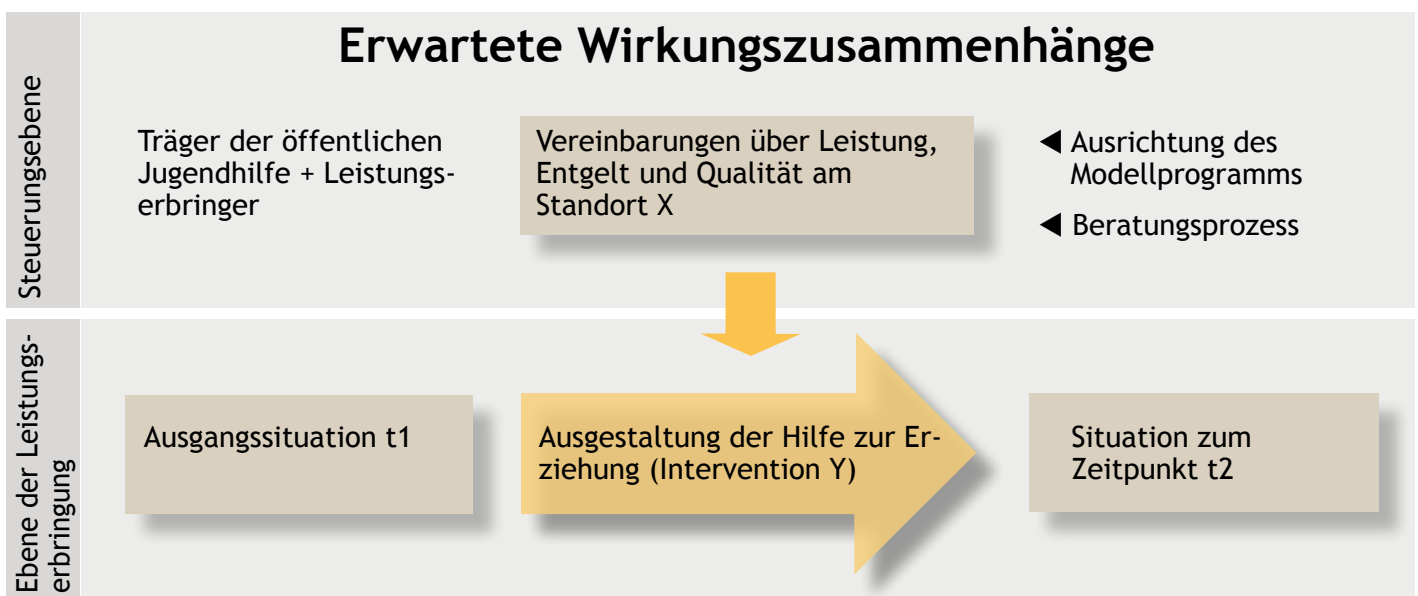 Erwartete Wirkungszusammenhänge
Steuerungsebene
Träger der öffentlichen
Jugendhilfe + Leistungs-
erbringer
Vereinbarungen über Leistung,
Entgelt und Qualität am
Standort X
◀ Ausrichtung des
Modellprogramms
◀ Beratungsprozess
Ebene der Leistungs-
erbringung
Ausgangssituation t1
Ausgestaltung der Hilfe zur Er-
ziehung (Intervention Y)
Situation zum
Zeitpunkt t2